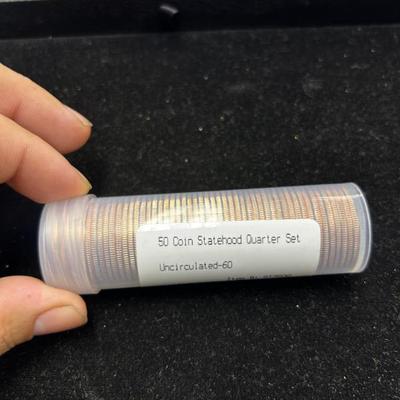 50 Coin Statehood Quarter Set
Uncirculated-60